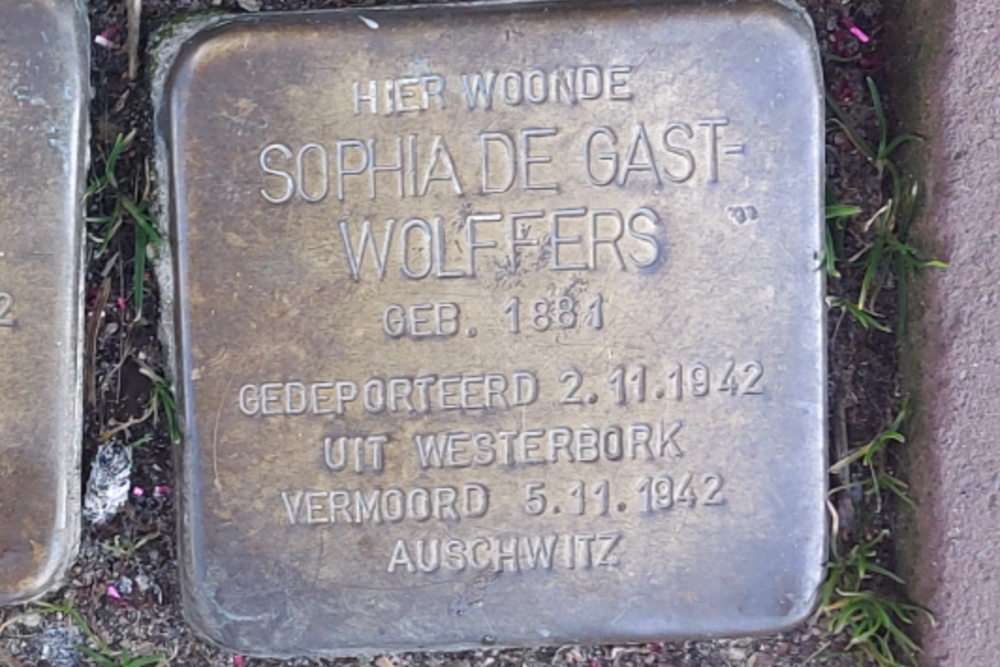 HIER WOONDE
SOPHIA DE GAST-
WOLFFERS
GEB. 1881
GEDEPORTEERD 2.11.1942
UIT WESTERBORK
VERMOORD 5.11.1942
AUSCHWITZ
2